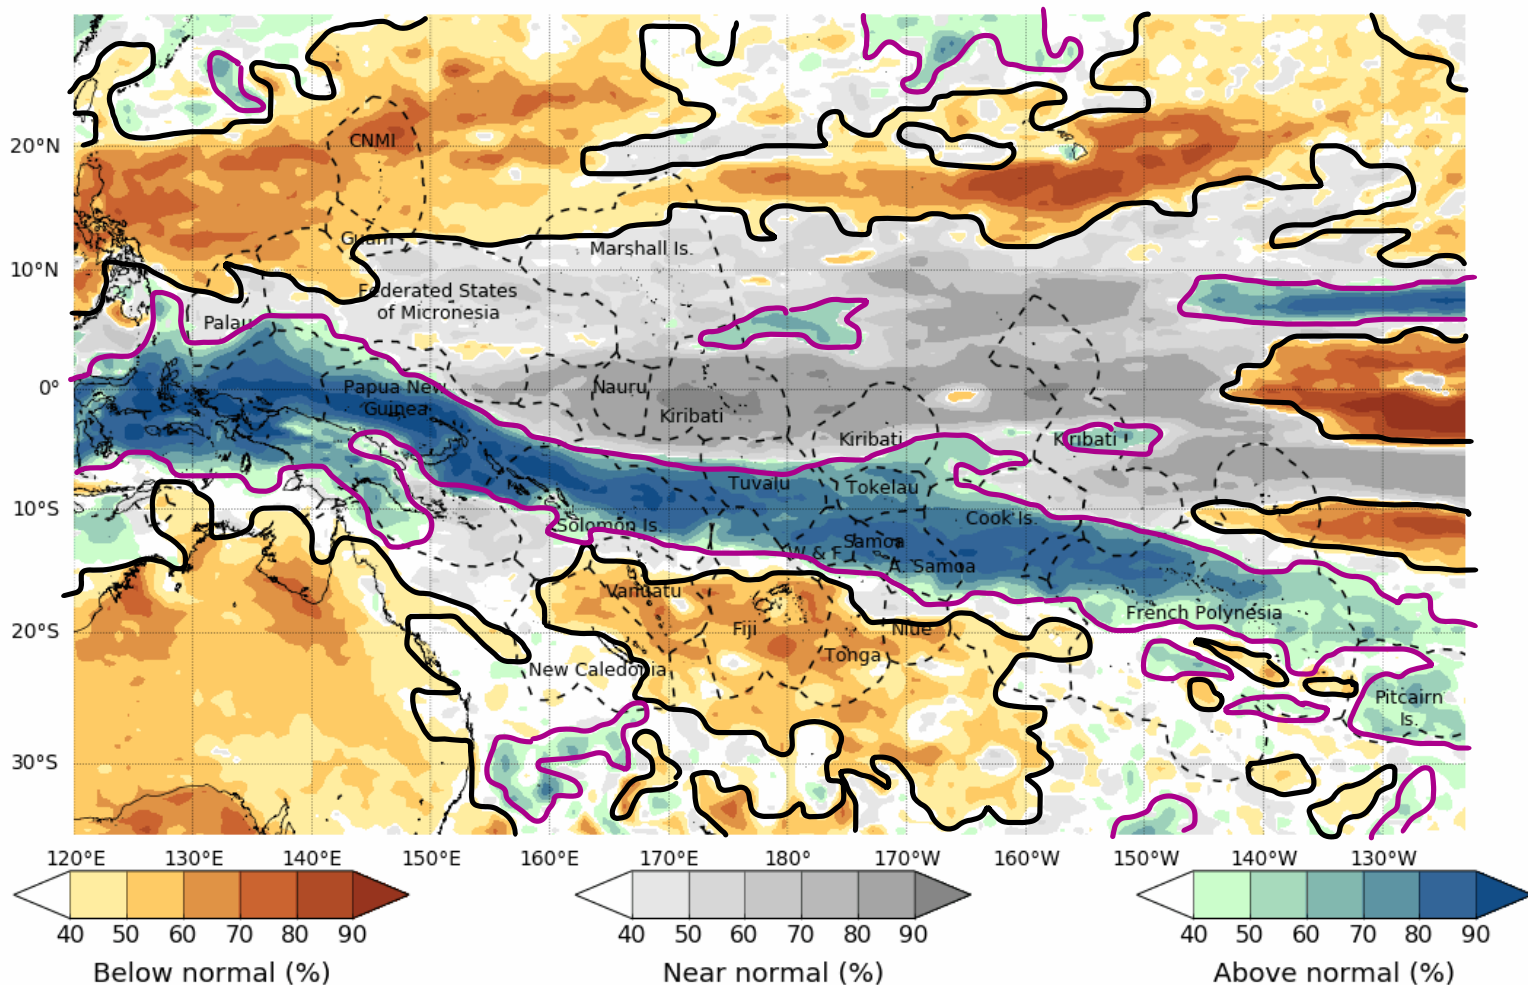 20°N
CNMI
Guam
Marshall Is.
10°N
Federated States
of Micronesia
Palau
0°
Papua New
Guinea
Nauru
Kiribati
Kiribati
Kiribati
10°S
Tuvalu
Tokelau
Solomon Is.
Cook Is.
Samoa
W & F
A. Samoa
Vanuatu
French Polynesia
20°S
Fiji
Niue
Tonga
New Caledonia
Pitcairn
Is.
30°S
120°E 130°E 140°E 150°E 160°E 170°E 180° 170°W 160°W 150°W 140°W 130°W
40 50 60 70 80 90
Below normal (%)
40 50 60 70 80 90
Near normal (%)
40 50 60 70 80 90
Above normal (%)